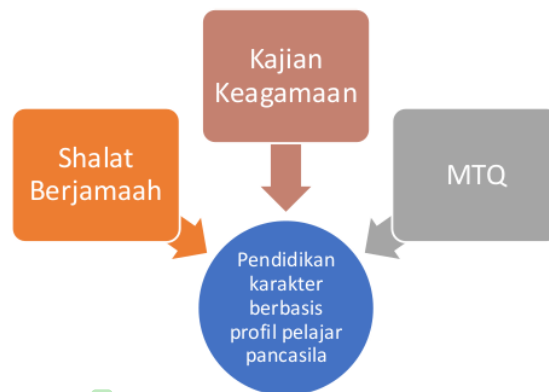 Kajian
Keagamaan
Shalat
Berjamaah
MTQ
Pendidikan
karakter
berbasis
profil pelajar
pancasila